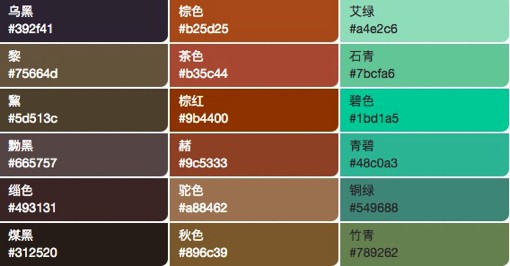 乌黑
#392f41
棕色
#b25d25
艾绿
#a4e2c6
黎
#75664d
茶色
#b35c44
石青
#7bcfa6
黧
#5d513c
棕红
#9b4400
碧色
#1bd1a5
黝黑
#665757
赭
#9c5333
青碧
#48c0a3
缁色
#493131
驼色
#a88462
铜绿
#549688
煤黑
#312520
秋色
#896c39
竹青
#789262